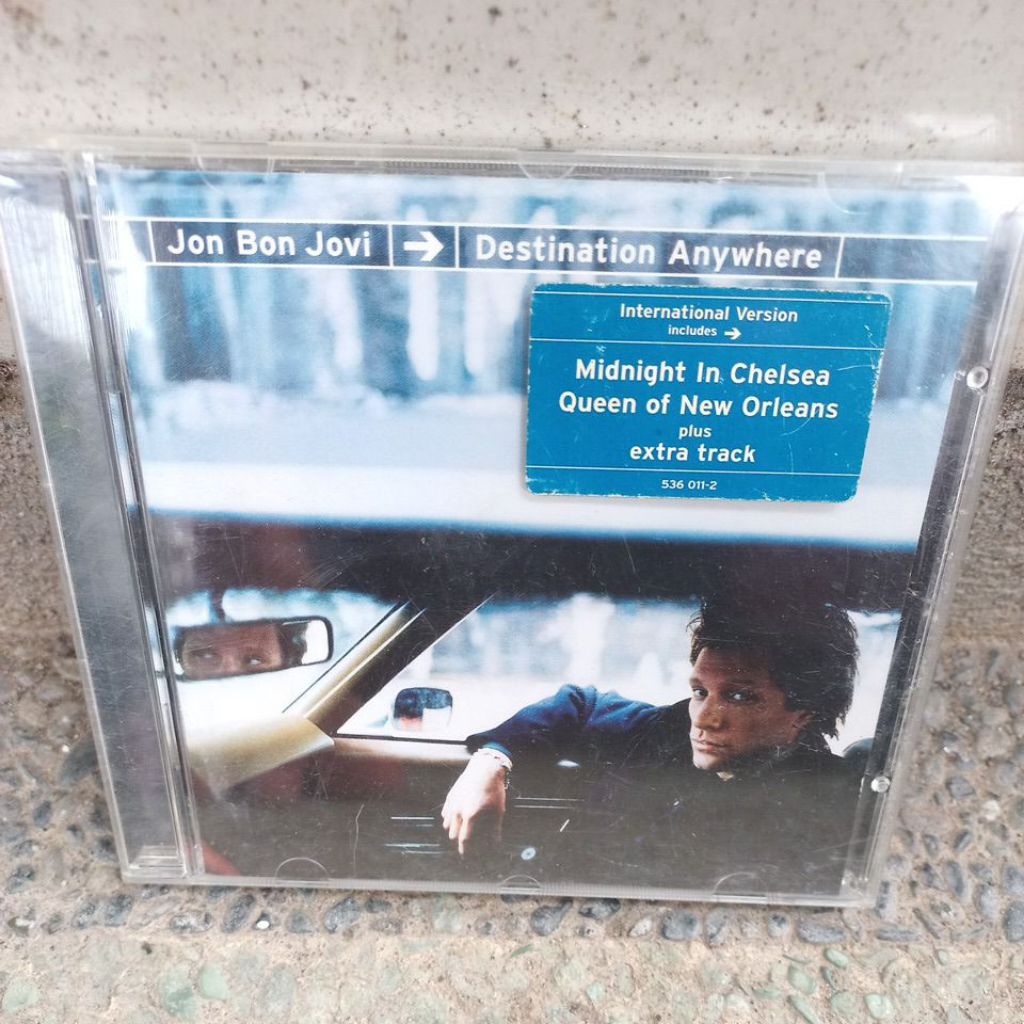 Jon Bon Jovi → Destination Anywhere
International Version
includes →
Midnight In Chelsea
Queen of New Orleans
plus
extra track
536 011-2